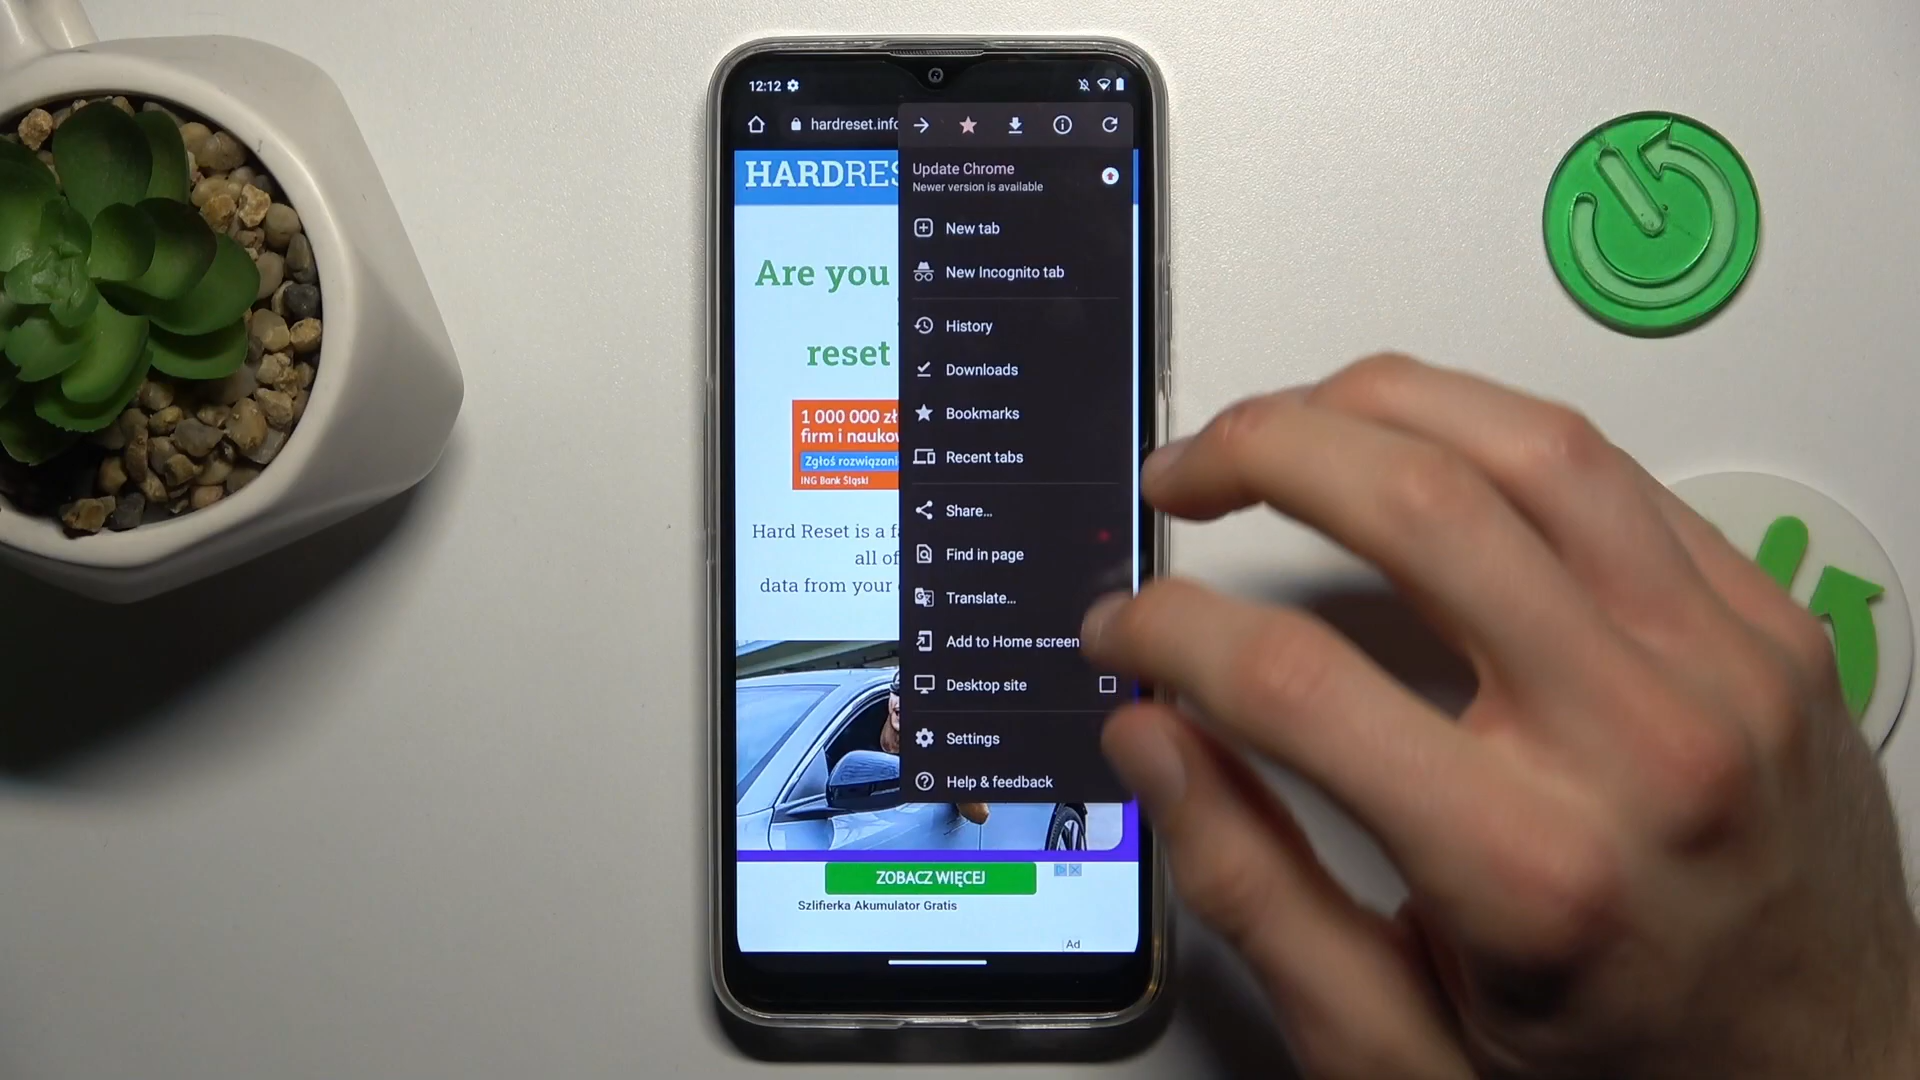 12:12
hardreset.info
Update Chrome
Newer version is available
New tab
New Incognito tab
History
Downloads
Bookmarks
Recent tabs
Share...
Find in page
Translate...
Add to Home screen
Desktop site
Settings
Help & feedback
HARDRES
Are you
reset
1 000 000 zł
firm i nauko
Zgłoś rozwiązani
ING Bank Śląski
Hard Reset is a f
all of
data from your
ZOBACZ WIĘCEJ
Szlifierka Akumulator Gratis
Ad